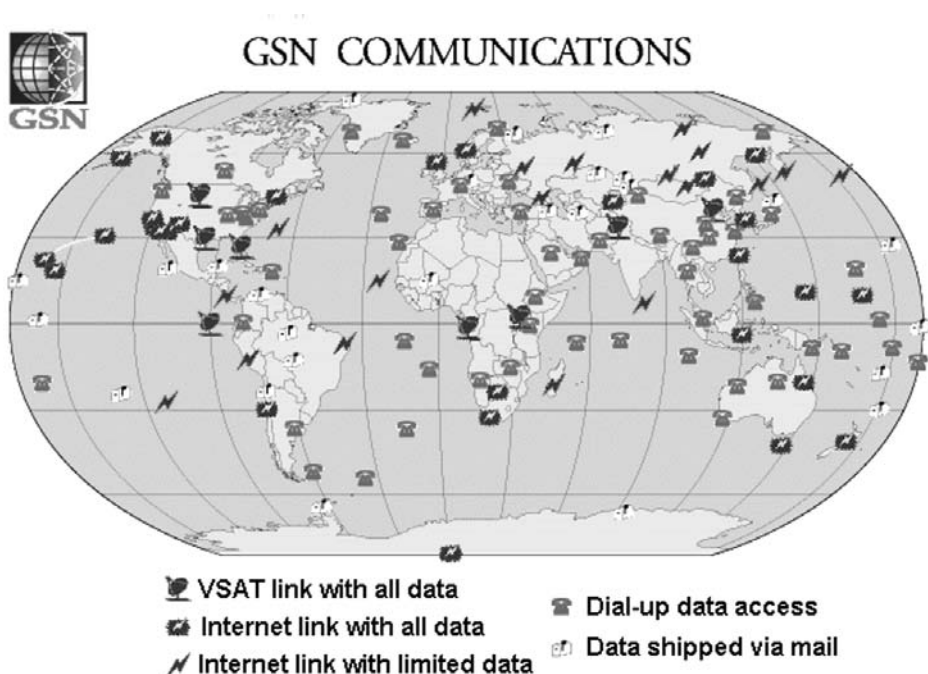 GSN COMMUNICATIONS
GSN
VSAT link with all data
Internet link with all data
Internet link with limited data
Dial-up data access
Data shipped via mail